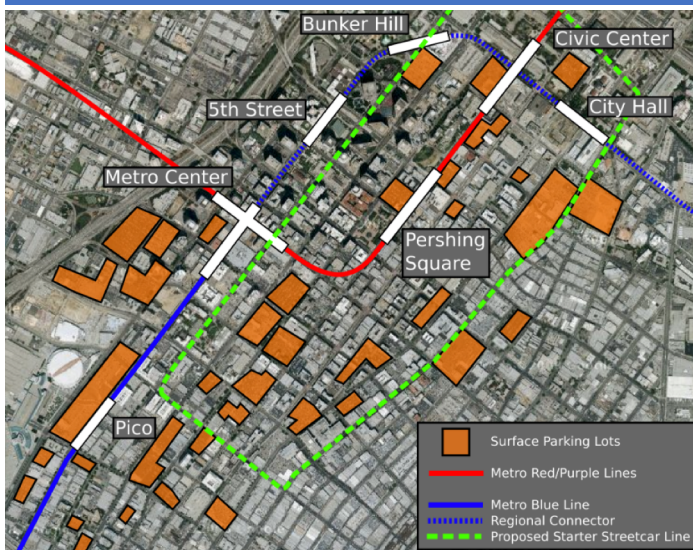 Bunker Hill
Civic Center
5th Street
City Hall
Metro Center
Pershing
Square
Pico
Surface Parking Lots
Metro Red/Purple Lines
Metro Blue Line
Regional Connector
Proposed Starter Streetcar Line